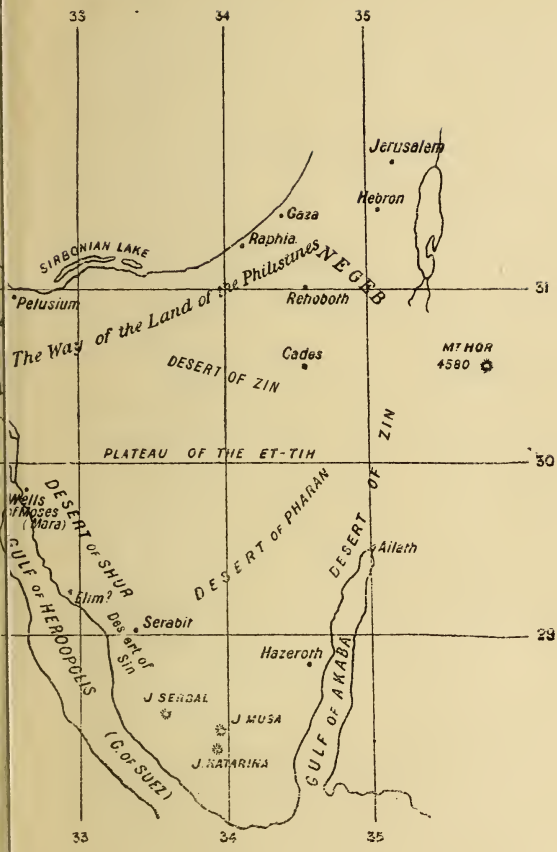 33 34 35
Jerusalem
Hebron
Gaza
Raphia.
SIRBONIAN LAKE
NEGEB
31
Pelusium
Rehoboth
The Way of the Land of the Philistines
MT HOR
4580
Cades
DESERT OF ZIN
PLATEAU OF THE ET-TIH
30
Wells
of Moses
(Mara)
DESERT OF SHUR
DESERT OF PHARAN
DESERT OF ZIN
Ailath
GULF OF HEROOPOLIS
(G. OF SUEZ)
Elim?
Desert of
Sin
Serabit
29
Hazeroth
GULF OF AKABA
J SERBAL
J MUSA
J. KATARINA
33 34 35